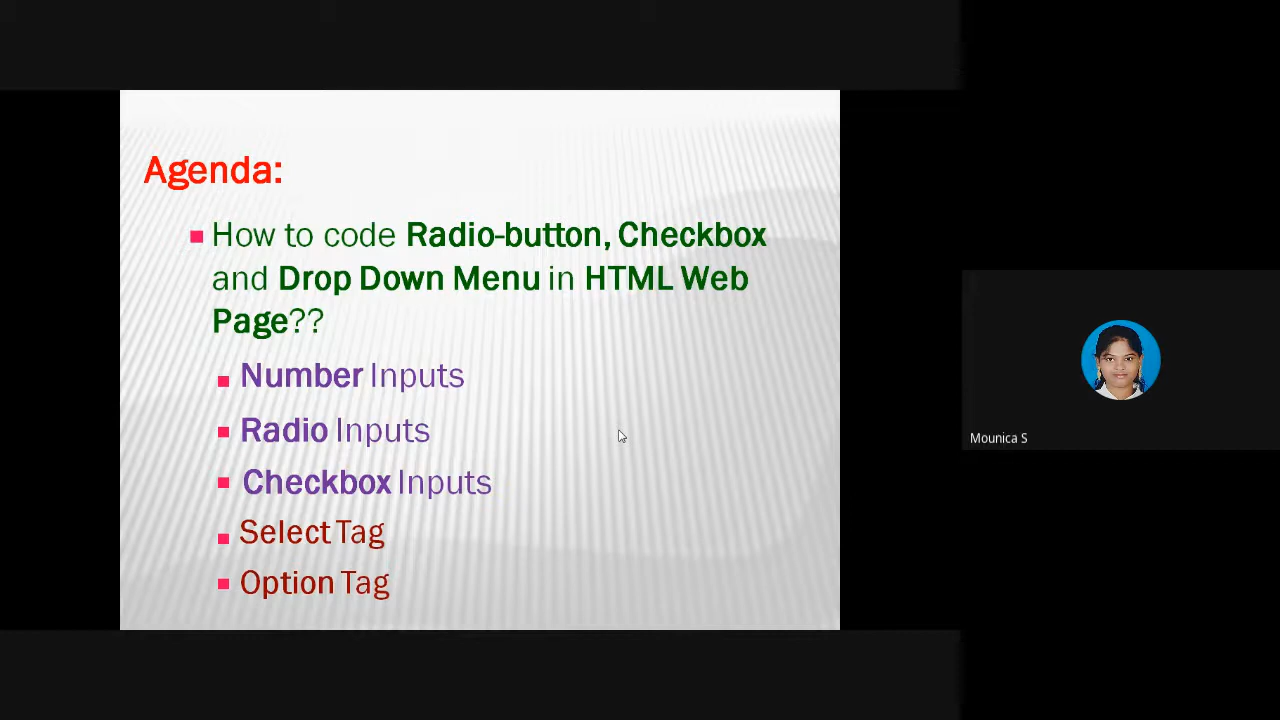 Agenda:
How to code Radio-button, Checkbox
and Drop Down Menu in HTML Web
Page??
Number Inputs
Radio Inputs
Checkbox Inputs
Select Tag
Option Tag
Mounica S